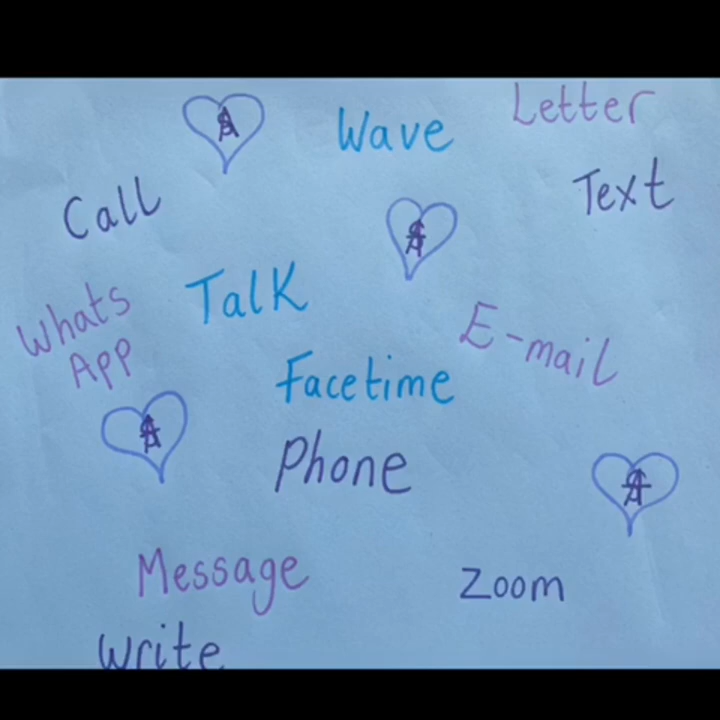 Letter
Wave
Call
Text
Talk
Whats
App
E-mail
Facetime
Phone
Message
Zoom
Write